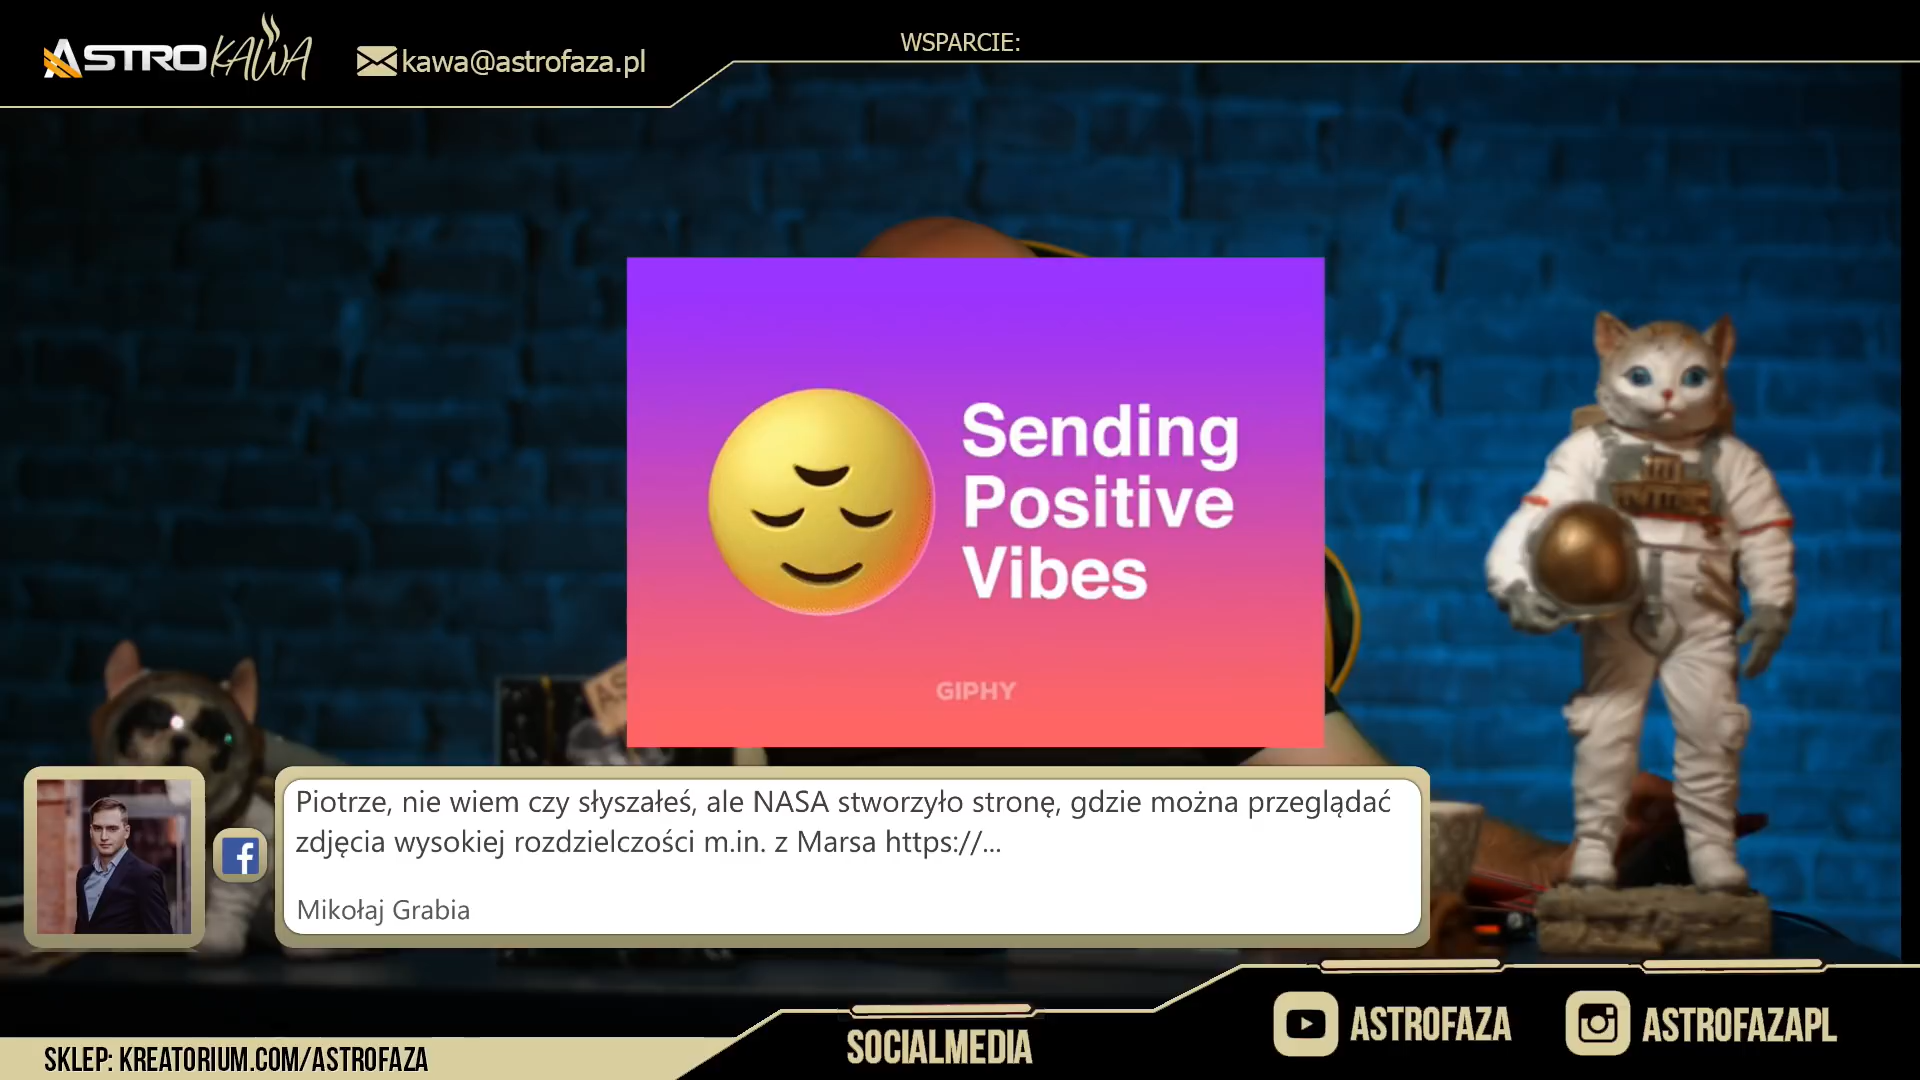 ASTROKAWA
kawa@astrofaza.pl
WSPARCIE:
Sending
Positive
Vibes
GIPHY
Piotrze, nie wiem czy słyszałeś, ale NASA stworzyło stronę, gdzie można przeglądać
zdjęcia wysokiej rozdzielczości m.in. z Marsa https://...
Mikołaj Grabia
SKLEP: KREATORIUM.COM/ASTROFAZA
SOCIALMEDIA
ASTROFAZA
ASTROFAZAPL